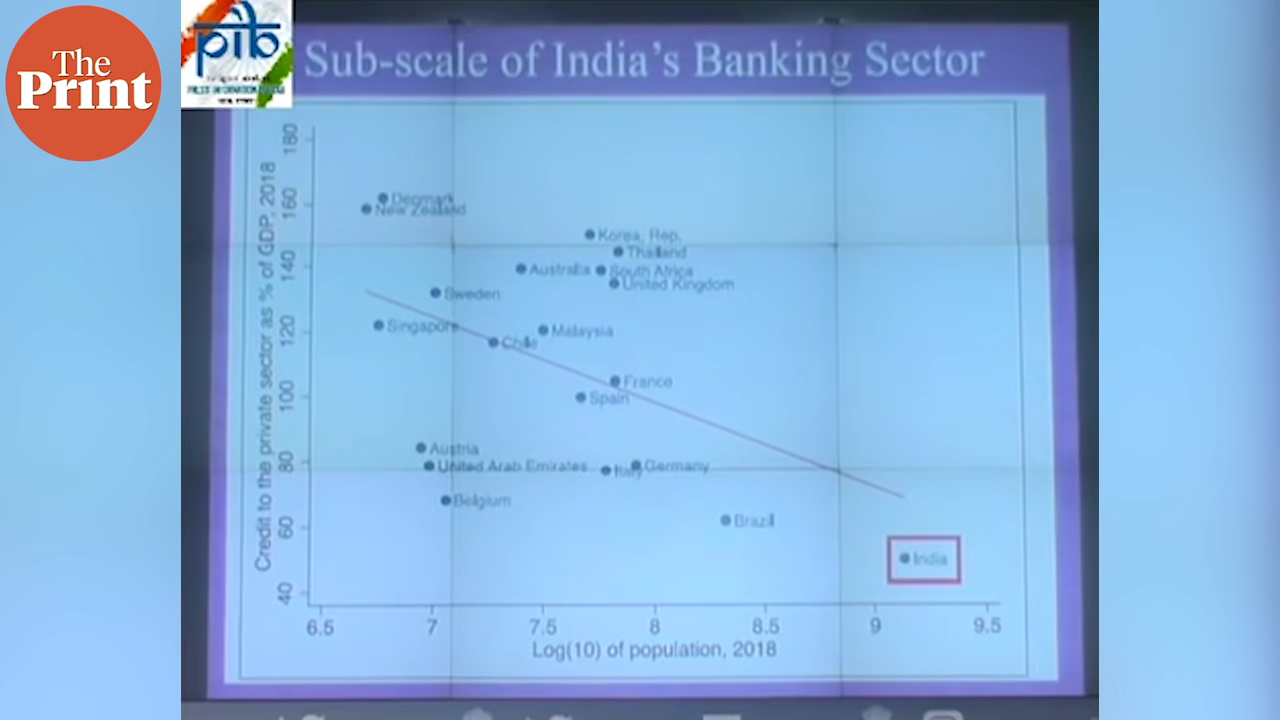 The
Print
pib
Sub-scale of India's Banking Sector
Credit to the private sector as % of GDP, 2018
180
160
140
120
100
80
60
40
Denmark
New Zealand
Korea, Rep.
Thailand
Australia
South Africa
United Kingdom
Sweden
Singapore
Malaysia
Chile
France
Spain
Austria
United Arab Emirates
Italy
Germany
Belgium
Brazil
India
6.5 7 7.5 8 8.5 9 9.5
Log(10) of population, 2018